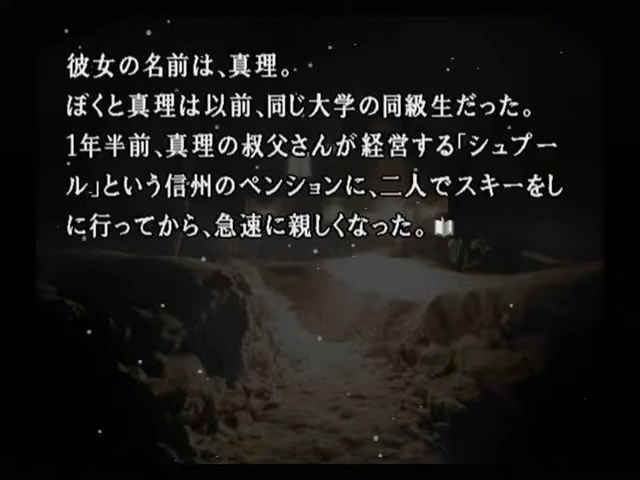 彼女の名前は、真理。
ぼくと真理は以前、同じ大学の同級生だった。
1年半前、真理の叔父さんが経営する「シュプー
ル」という信州のペンションに、二人でスキーをし
に行ってから、急速に親しくなった。